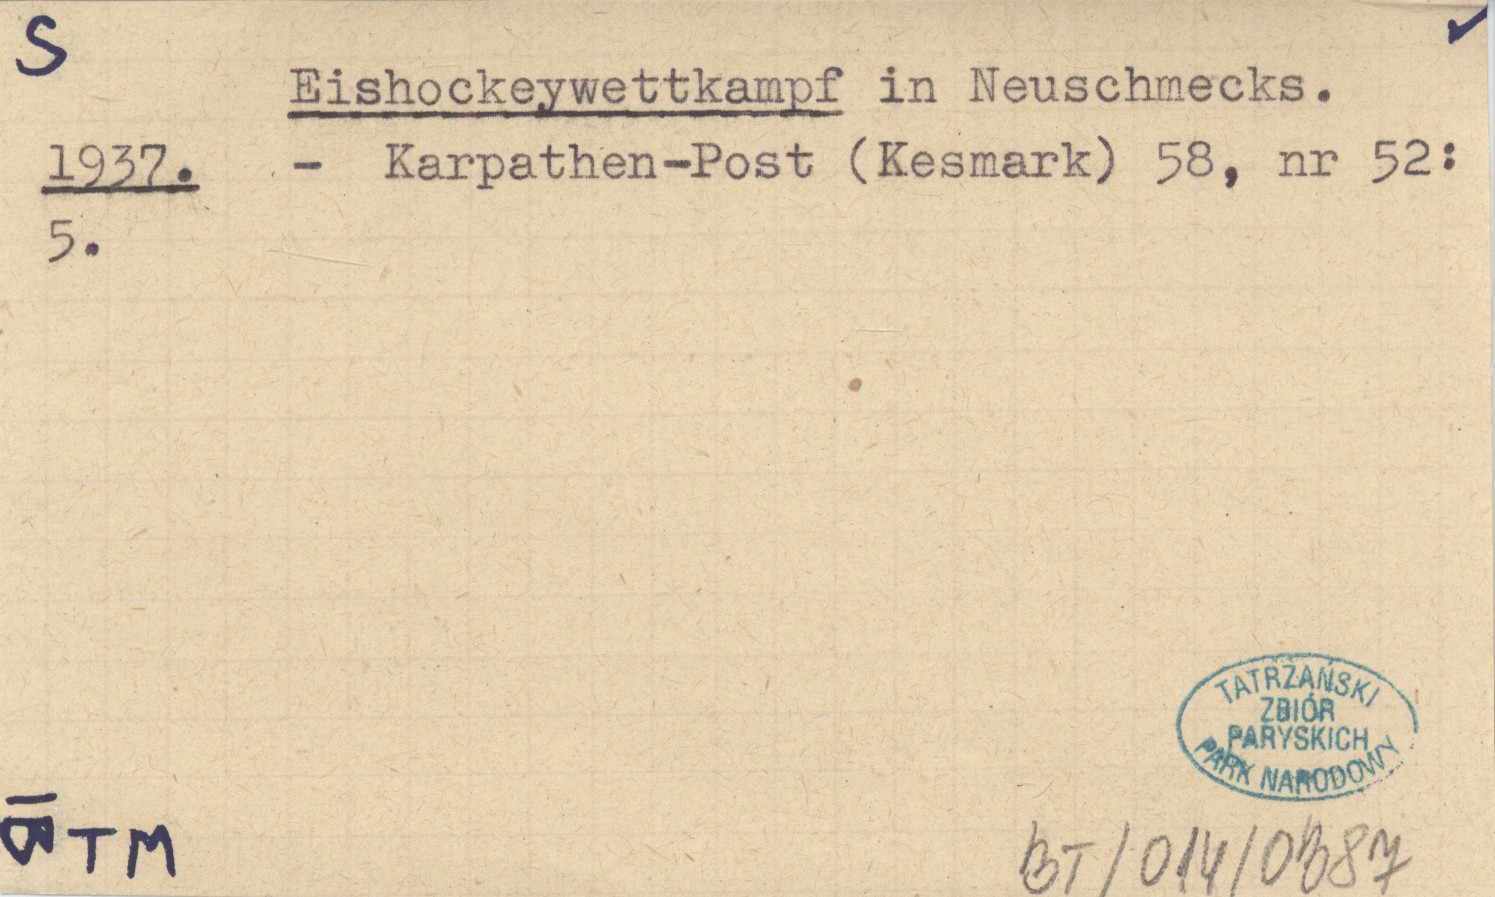 S
Eishockeywettkampf in Neuschmecks.
1937. - Karpathen-Post (Kesmark) 58, nr 52:
5.
TATRZAŃSKI
ZBIÓR
PARYSKICH
PARK NARODOWY
TM
BT/014/0387